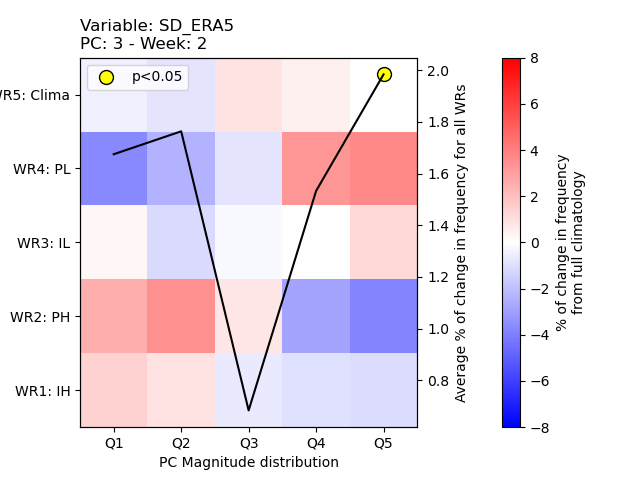 Variable: SD_ERA5
PC: 3 - Week: 2
p<0.05
WR5: Clima
WR4: PL
WR3: IL
WR2: PH
WR1: IH
Q1 Q2 Q3 Q4 Q5
PC Magnitude distribution
2.0
1.8
1.6
1.4
1.2
1.0
0.8
Average % of change in frequency for all WRs
8
6
4
2
0
−2
−4
−6
−8
% of change in frequency
from full climatology